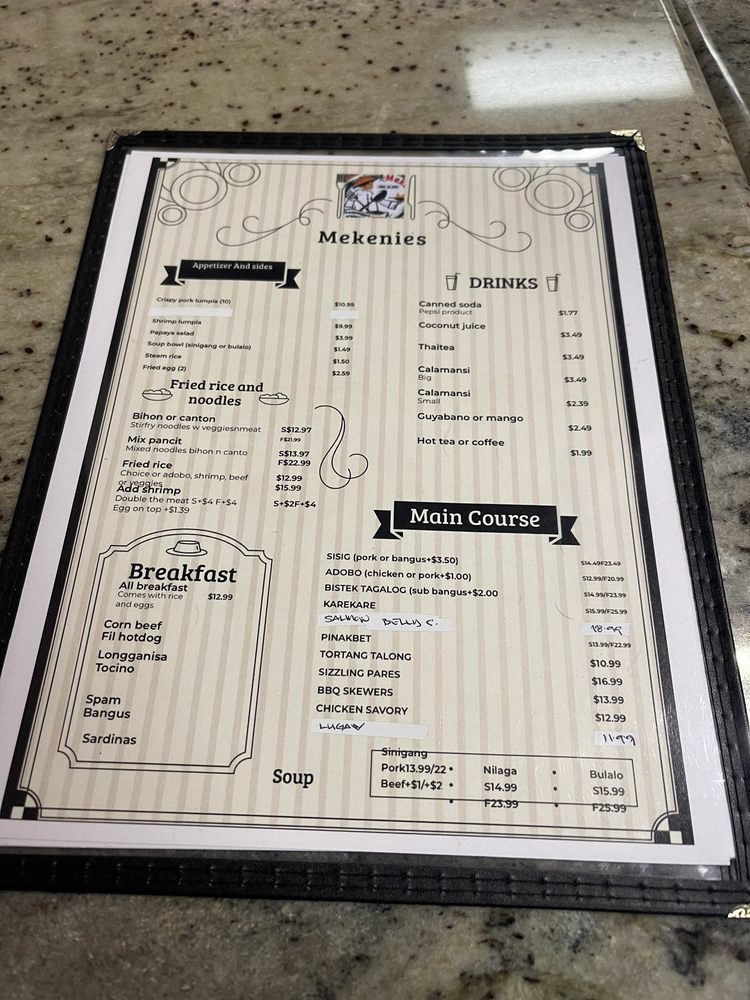 Mekenies
Appetizer And sides
Crispy pork lumpia (10) $10.99
Shrimp lumpia $9.99
Papaya salad $3.99
Soup bowl (sinigang or bulalo) $1.49
Steam rice $1.50
Fried egg (2) $2.59
Fried rice and
noodles
Bihon or canton S$12.97
Stirfry noodles w veggiesnmeat F$21.99
Mix pancit S$13.97
Mixed noodles bihon n canto F$22.99
Fried rice $12.99
Choice or adobo, shrimp, beef $15.99
or veggies
Add shrimp
Double the meat S+$4 F+$4 S+$2F+$4
Egg on top +$1.39
Breakfast
All breakfast
Comes with rice $12.99
and eggs
Corn beef
Fil hotdog
Longganisa
Tocino
Spam
Bangus
Sardinas
DRINKS
Canned soda
Pepsi product $1.77
Coconut juice $3.49
Thaitea $3.49
Calamansi
Big $3.49
Calamansi
Small $2.39
Guyabano or mango $2.49
Hot tea or coffee $1.99
Main Course
SISIG (pork or bangus+$3.50) $14.49F23.49
ADOBO (chicken or pork+$1.00) $12.99/F20.99
BISTEK TAGALOG (sub bangus+$2.00 $14.99/F23.99
KAREKARE $15.99/F25.99
SALMON BELLY 18.99
PINAKBET $13.99/F22.99
TORTANG TALONG $10.99
SIZZLING PARES $16.99
BBQ SKEWERS $13.99
CHICKEN SAVORY $12.99
LUGAW 11.99
Soup
Sinigang
Pork13.99/22 •
Beef+$1/+$2 •
•
Nilaga •
S14.99 •
F23.99
Bulalo
S15.99
F25.99